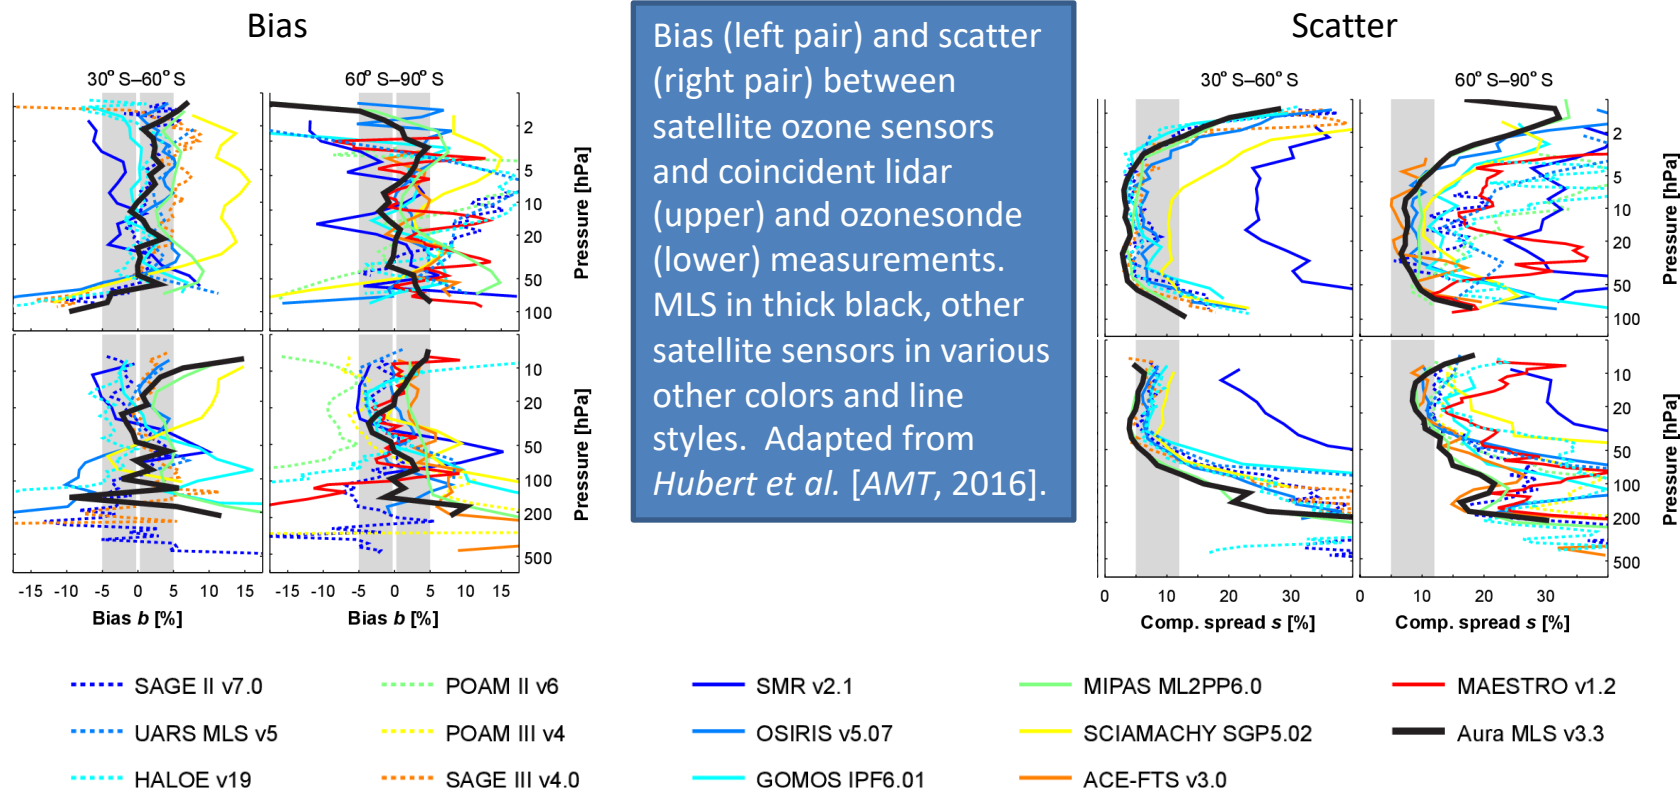 Bias
30° S–60° S
60° S–90° S
2
5
10
20
50
100
Pressure [hPa]
10
20
50
100
200
500
Pressure [hPa]
-15 -10 -5 0 5 10 15
-15 -10 -5 0 5 10 15
Bias b [%]
Bias b [%]
Bias (left pair) and scatter
(right pair) between
satellite ozone sensors
and coincident lidar
(upper) and ozonesonde
(lower) measurements.
MLS in thick black, other
satellite sensors in various
other colors and line
styles. Adapted from
Hubert et al. [AMT, 2016].
Scatter
30° S–60° S
60° S–90° S
2
5
10
20
50
100
Pressure [hPa]
10
20
50
100
200
500
Pressure [hPa]
0 10 20 30
0 10 20 30
Comp. spread s [%]
Comp. spread s [%]
SAGE II v7.0
UARS MLS v5
HALOE v19
POAM II v6
POAM III v4
SAGE III v4.0
SMR v2.1
OSIRIS v5.07
GOMOS IPF6.01
MIPAS ML2PP6.0
SCIAMACHY SGP5.02
ACE-FTS v3.0
MAESTRO v1.2
Aura MLS v3.3